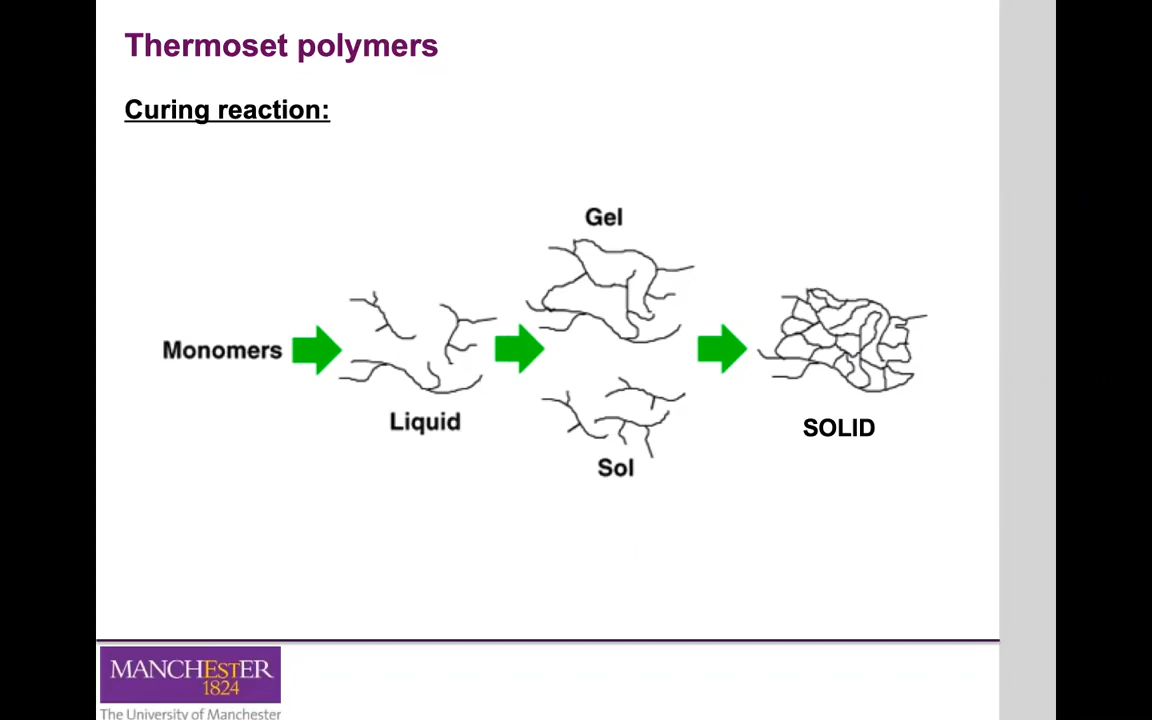 Thermoset polymers
Curing reaction:
Gel
Monomers
Liquid
SOLID
Sol
MANCHESTER
1824
The University of Manchester